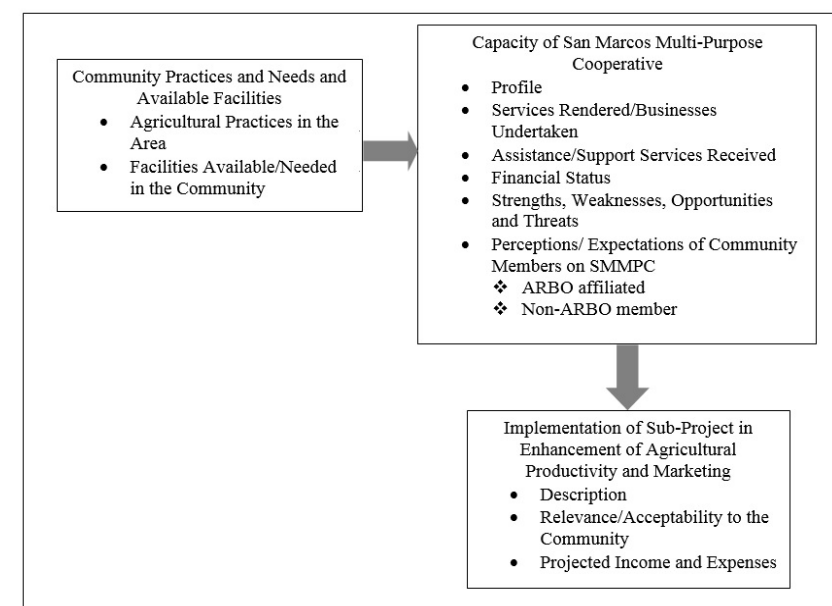 Community Practices and Needs and
Available Facilities
• Agricultural Practices in the
Area
• Facilities Available/Needed
in the Community
Capacity of San Marcos Multi-Purpose
Cooperative
• Profile
• Services Rendered/Businesses
Undertaken
• Assistance/Support Services Received
• Financial Status
• Strengths, Weaknesses, Opportunities
and Threats
• Perceptions/ Expectations of Community
Members on SMMPC
❖ ARBO affiliated
❖ Non-ARBO member
Implementation of Sub-Project in
Enhancement of Agricultural
Productivity and Marketing
• Description
• Relevance/Acceptability to the
Community
• Projected Income and Expenses